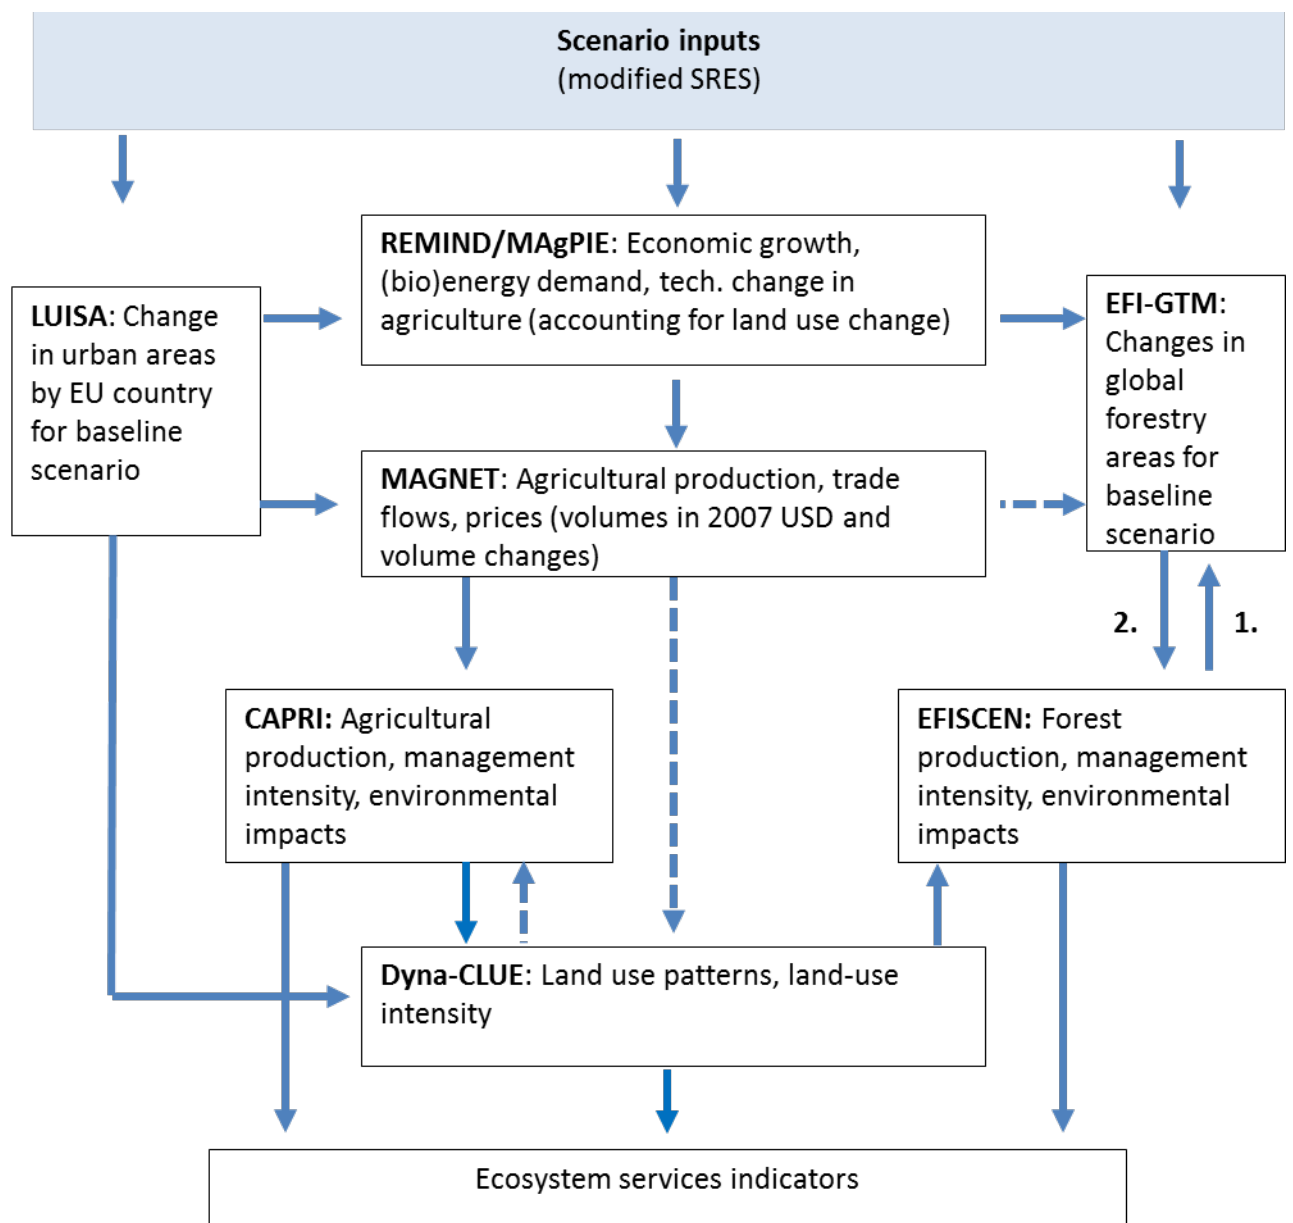 Scenario inputs
(modified SRES)
REMIND/MAgPIE: Economic growth,
(bio)energy demand, tech. change in
agriculture (accounting for land use change)
LUISA: Change
in urban areas
by EU country
for baseline
scenario
EFI-GTM:
Changes in
global
forestry
areas for
baseline
scenario
MAGNET: Agricultural production, trade
flows, prices (volumes in 2007 USD and
volume changes)
2.
1.
CAPRI: Agricultural
production, management
intensity, environmental
impacts
EFISCEN: Forest
production, management
intensity, environmental
impacts
Dyna-CLUE: Land use patterns, land-use
intensity
Ecosystem services indicators